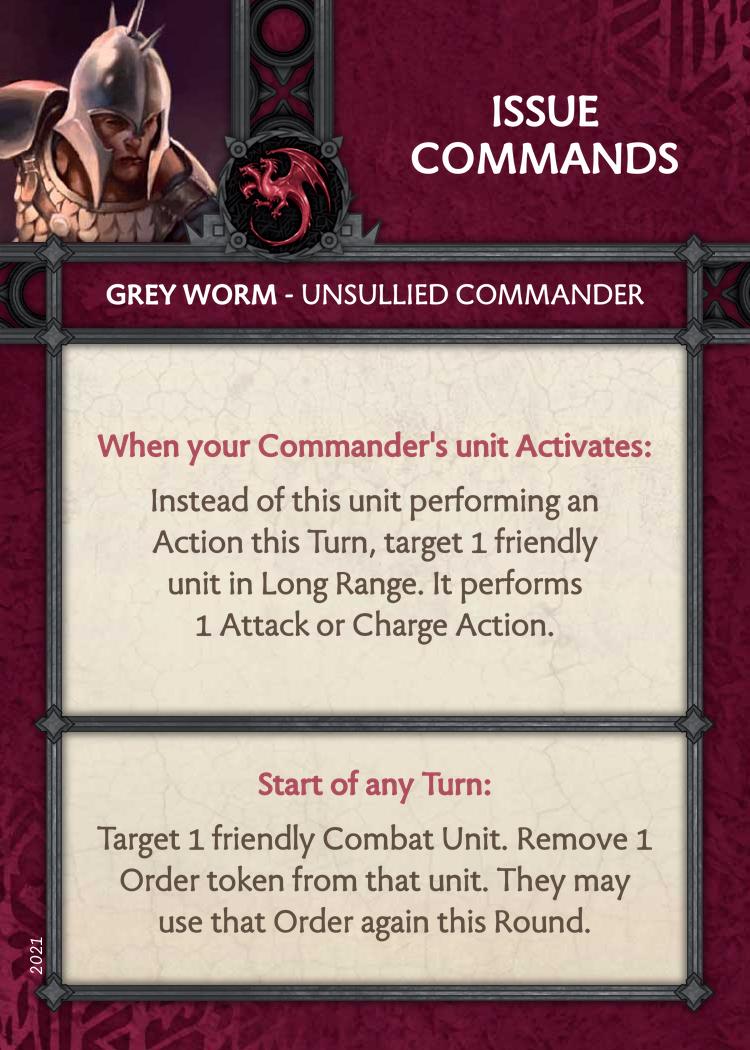 ISSUE
COMMANDS
GREY WORM - UNSULLIED COMMANDER
When your Commander's unit Activates:
Instead of this unit performing an
Action this Turn, target 1 friendly
unit in Long Range. It performs
1 Attack or Charge Action.
Start of any Turn:
Target 1 friendly Combat Unit. Remove 1
Order token from that unit. They may
use that Order again this Round.
2021